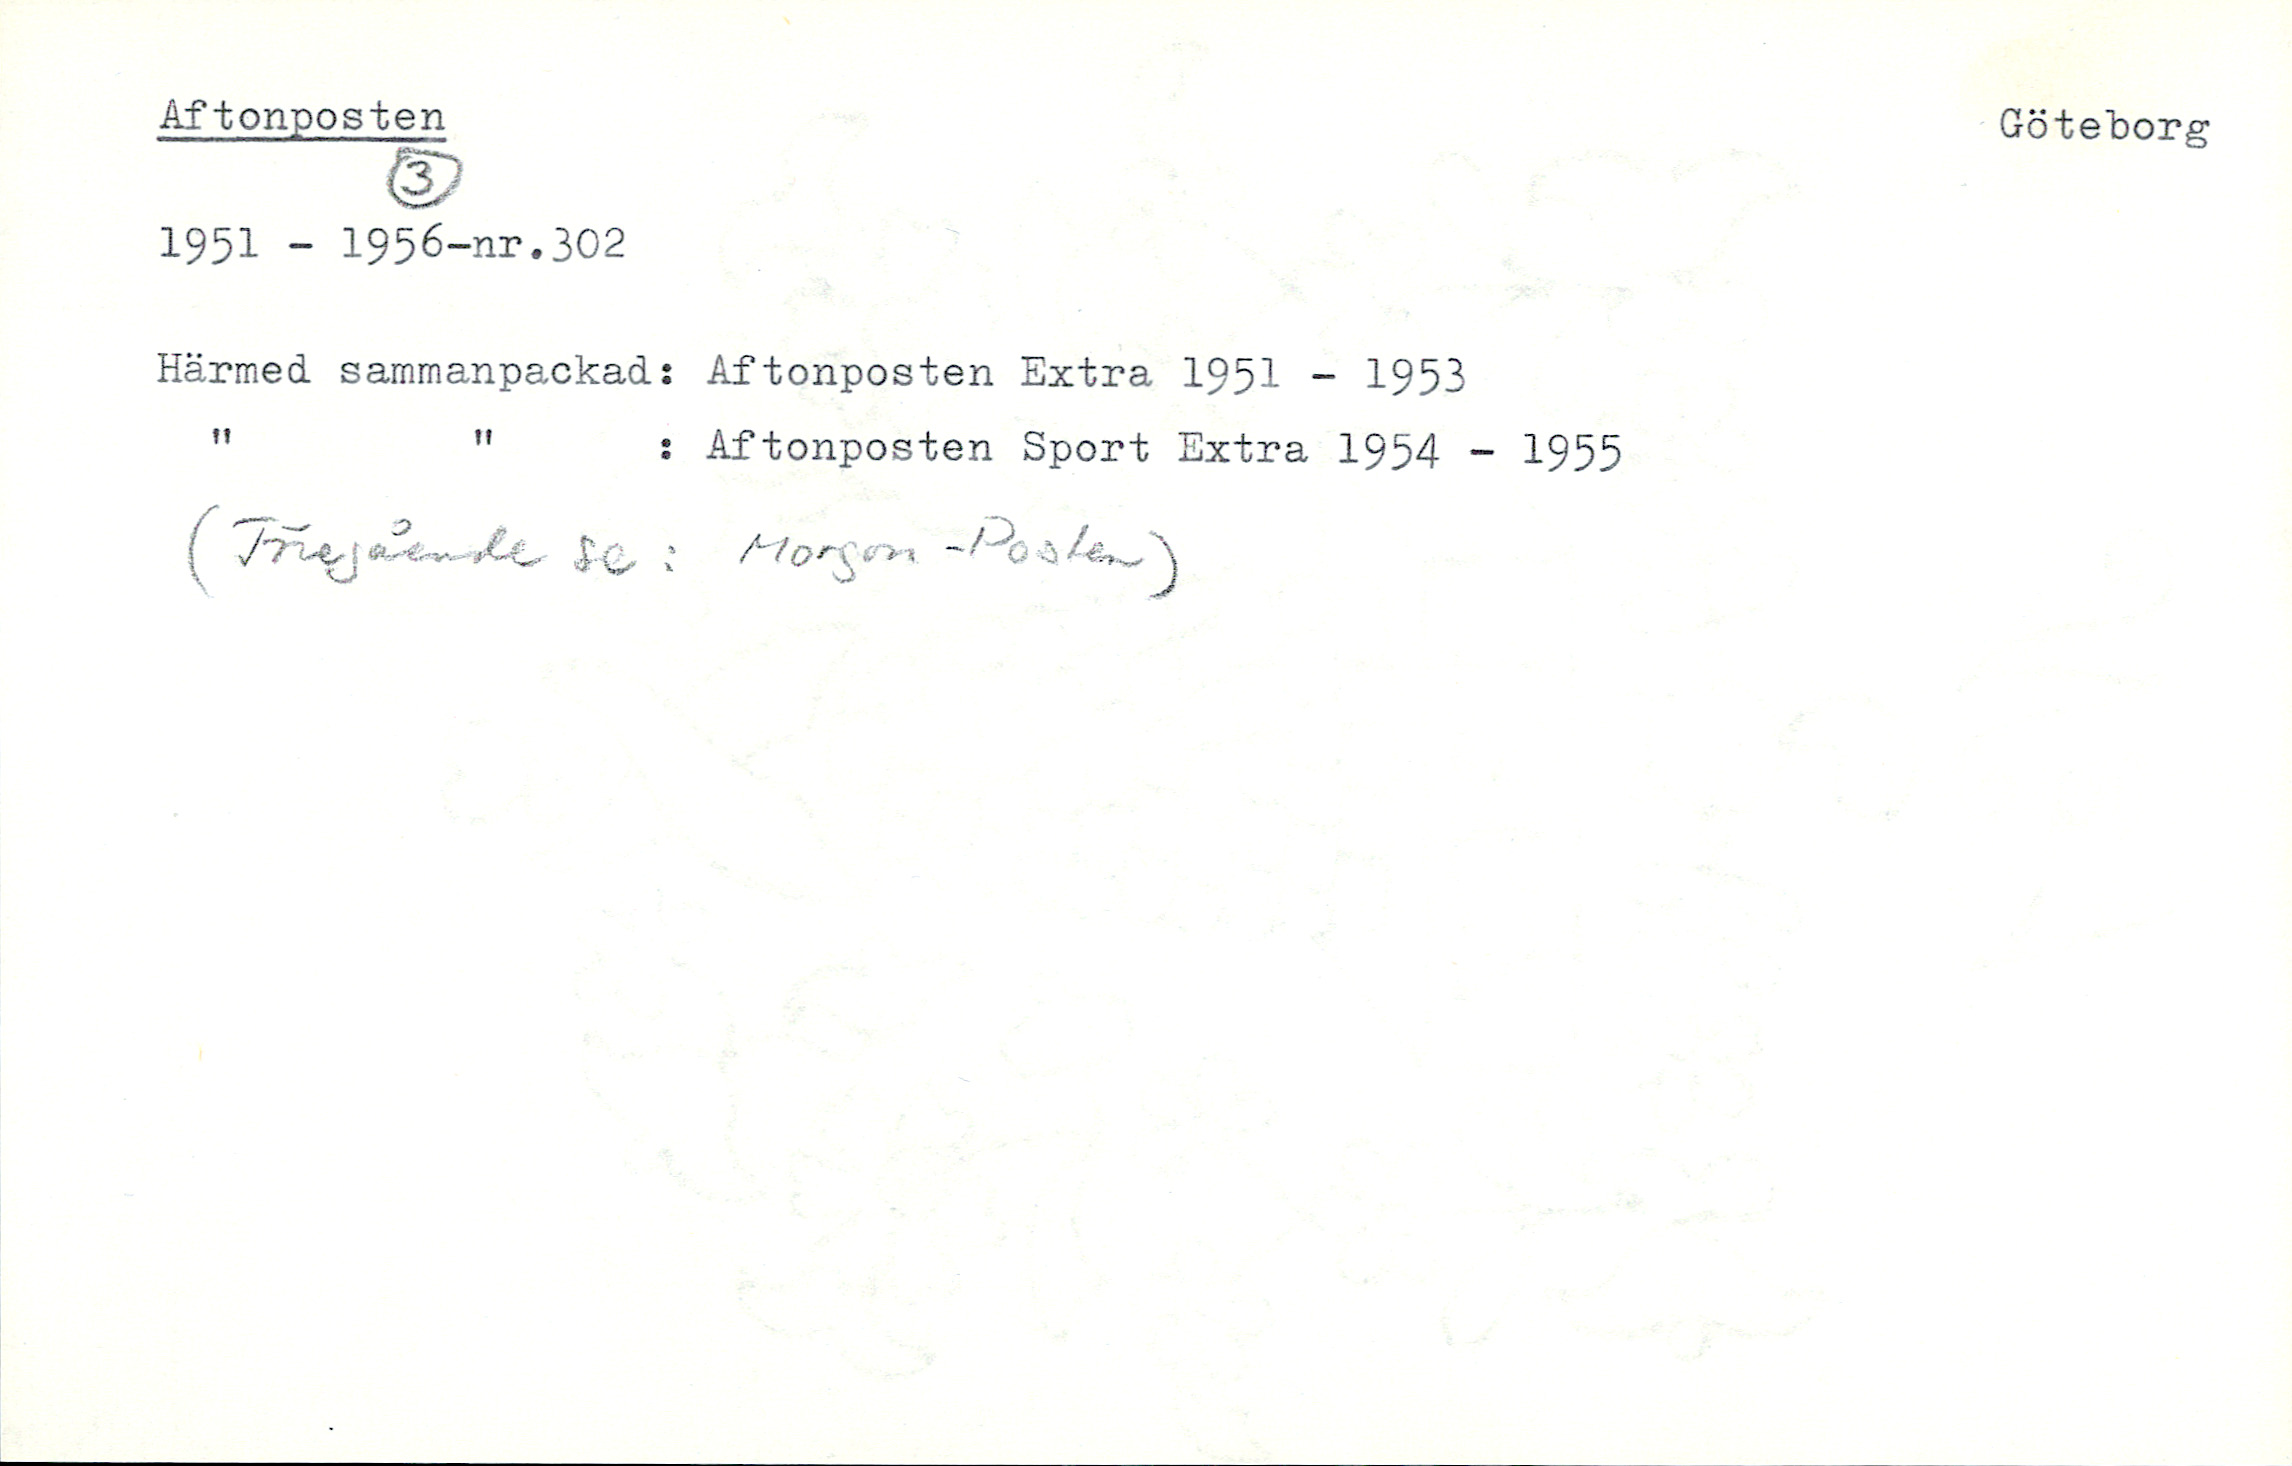 Aftonposten Göteborg
3
1951 - 1956-nr.302
Härmed sammanpackad: Aftonposten Extra 1951 - 1953
" " : Aftonposten Sport Extra 1954 - 1955
( se: Morgon-Posten)